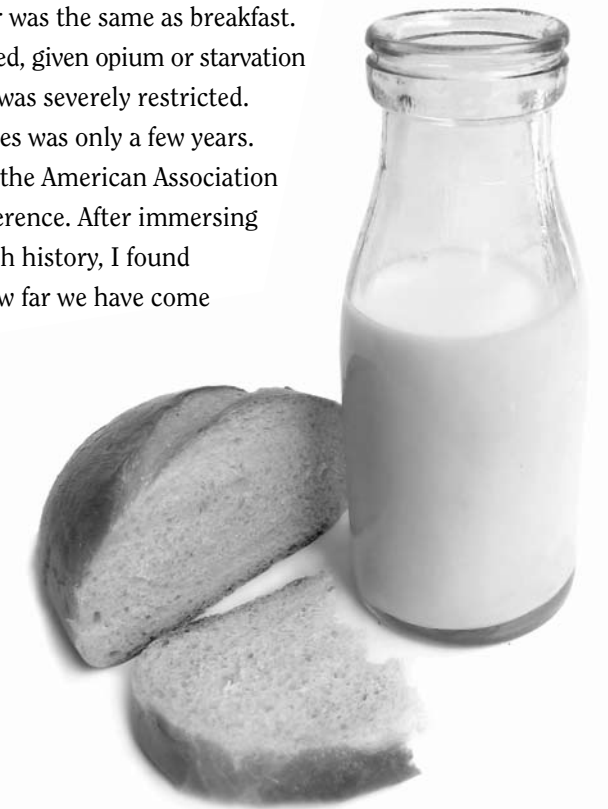 was the same as breakfast.
ed, given opium or starvation
was severely restricted.
es was only a few years.
the American Association
erence. After immersing
h history, I found
w far we have come